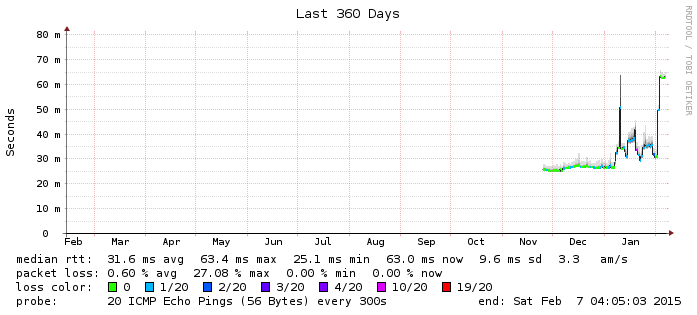 Last 360 Days
RRDTOOL / TOBI OETIKER
Seconds
80 m
70 m
60 m
50 m
40 m
30 m
20 m
10 m
0
Feb Mar Apr May Jun Jul Aug Sep Oct Nov Dec Jan
median rtt: 31.6 ms avg 63.4 ms max 25.1 ms min 63.0 ms now 9.6 ms sd 3.3 am/s
packet loss: 0.60 % avg 27.08 % max 0.00 % min 0.00 % now
loss color: 0 1/20 2/20 3/20 4/20 10/20 19/20
probe: 20 ICMP Echo Pings (56 Bytes) every 300s end: Sat Feb 7 04:05:03 2015